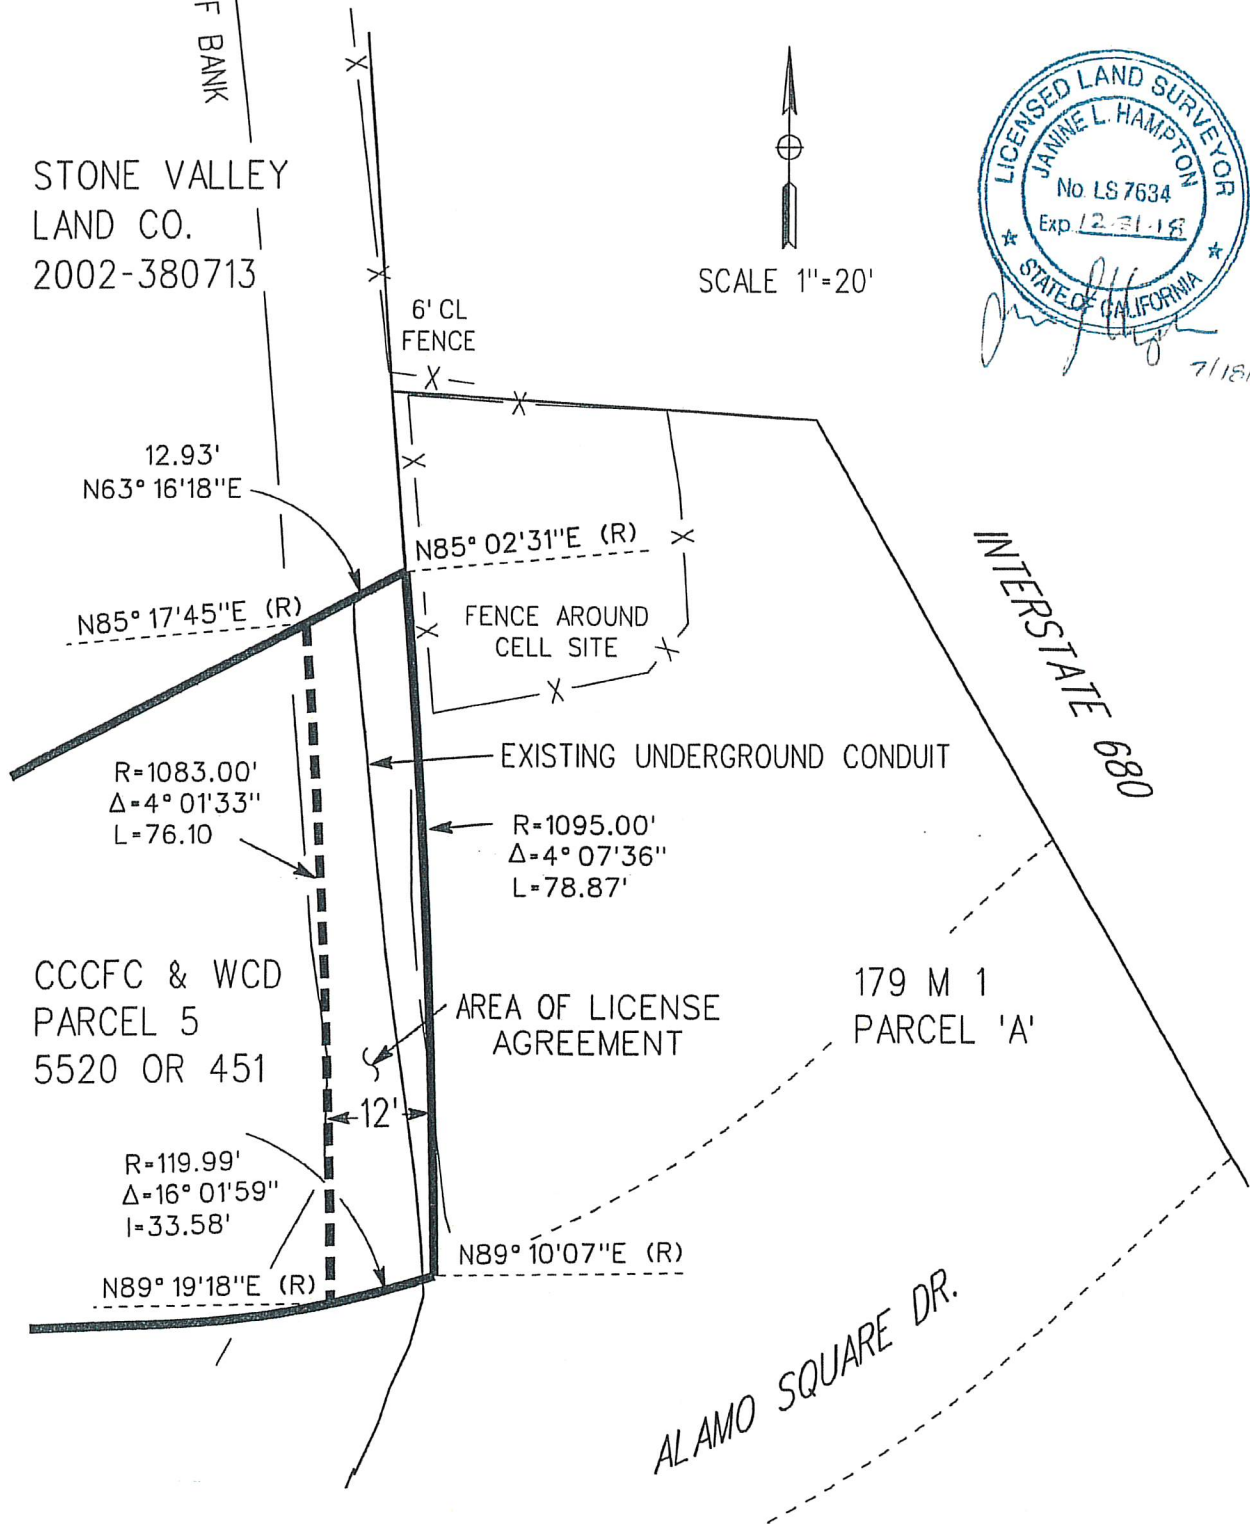 F BANK
STONE VALLEY
LAND CO.
2002-380713
6' CL
FENCE
SCALE 1"=20'
LICENSED LAND SURVEYOR
JANINE L. HAMPTON
No. LS 7634
Exp. 12-31-18
STATE OF CALIFORNIA
12.93'
N63°16'18"E
N85°02'31"E (R)
N85°17'45"E (R)
FENCE AROUND
CELL SITE
INTERSTATE 680
EXISTING UNDERGROUND CONDUIT
R=1083.00'
Δ=4°01'33"
L=76.10
R=1095.00'
Δ=4°07'36"
L=78.87'
CCCFC & WCD
PARCEL 5
5520 OR 451
AREA OF LICENSE
AGREEMENT
179 M 1
PARCEL 'A'
12'
R=119.99'
Δ=16°01'59"
l=33.58'
N89°10'07"E (R)
N89°19'18"E (R)
ALAMO SQUARE DR.